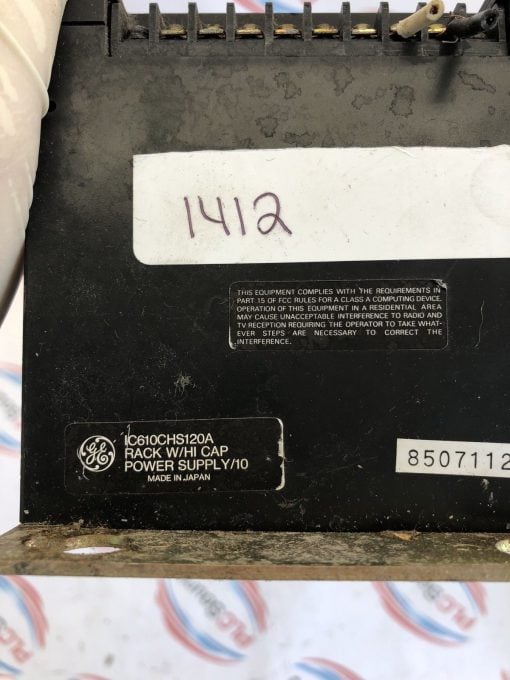 1412
THIS EQUIPMENT COMPLIES WITH THE REQUIREMENTS IN
PART 15 OF FCC RULES FOR A CLASS A COMPUTING DEVICE.
OPERATION OF THIS EQUIPMENT IN A RESIDENTIAL AREA
MAY CAUSE UNACCEPTABLE INTERFERENCE TO RADIO AND
TV RECEPTION REQUIRING THE OPERATOR TO TAKE WHAT-
EVER STEPS ARE NECESSARY TO CORRECT THE
INTERFERENCE.
GE
IC610CHS120A
RACK W/HI CAP
POWER SUPPLY/10
MADE IN JAPAN
8507112